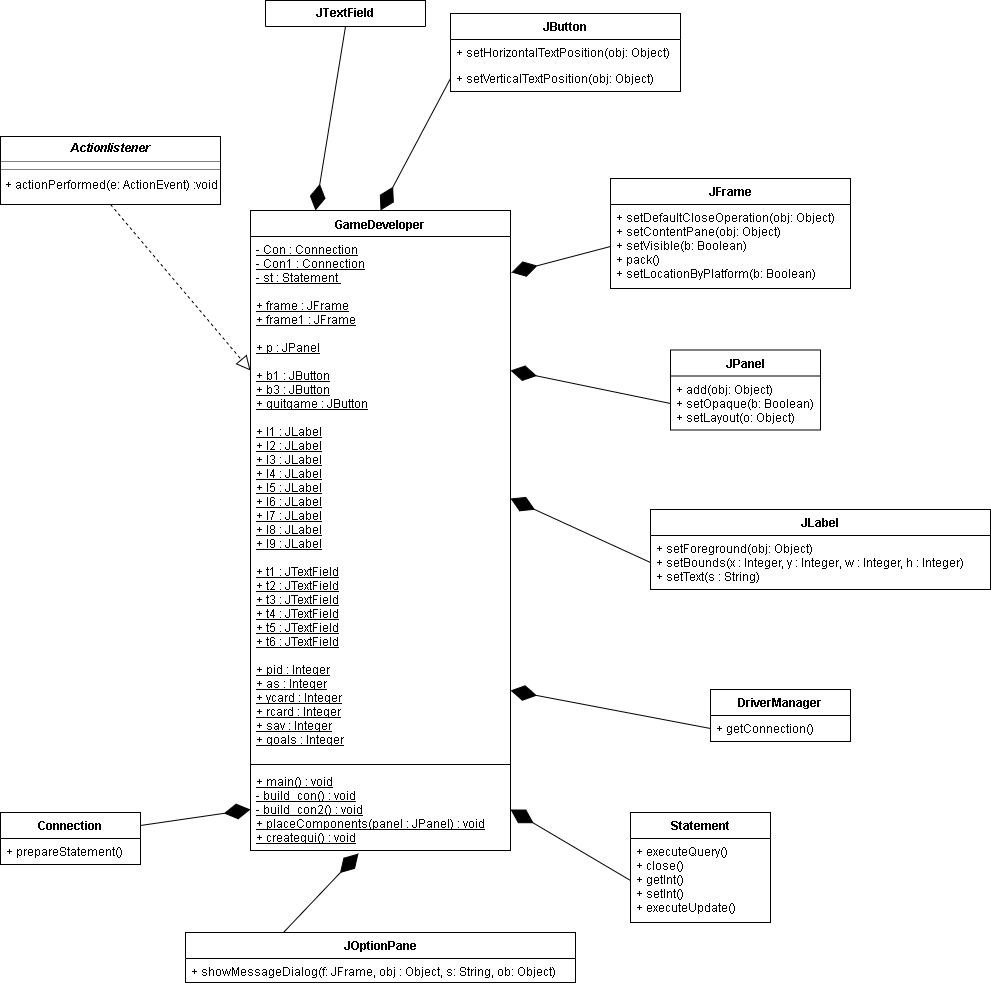 JTextField
JButton
+ setHorizontalTextPosition(obj: Object)
+ setVerticalTextPosition(obj: Object)
Actionlistener
+ actionPerformed(e: ActionEvent) :void
JFrame
+ setDefaultCloseOperation(obj: Object)
+ setContentPane(obj: Object)
+ setVisible(b: Boolean)
+ pack()
+ setLocationByPlatform(b: Boolean)
GameDeveloper
- Con : Connection
- Con1 : Connection
- st : Statement
+ frame : JFrame
+ frame1 : JFrame
+ p : JPanel
+ b1 : JButton
+ b3 : JButton
+ quitgame : JButton
+ l1 : JLabel
+ l2 : JLabel
+ l3 : JLabel
+ l4 : JLabel
+ l5 : JLabel
+ l6 : JLabel
+ l7 : JLabel
+ l8 : JLabel
+ l9 : JLabel
+ t1 : JTextField
+ t2 : JTextField
+ t3 : JTextField
+ t4 : JTextField
+ t5 : JTextField
+ t6 : JTextField
+ pid : Integer
+ as : Integer
+ ycard : Integer
+ rcard : Integer
+ sav : Integer
+ goals : Integer
+ main() : void
- build_con() : void
- build_con2() : void
+ placeComponents(panel : JPanel) : void
+ creategui() : void
JPanel
+ add(obj: Object)
+ setOpaque(b: Boolean)
+ setLayout(o: Object)
JLabel
+ setForeground(obj: Object)
+ setBounds(x : Integer, y : Integer, w : Integer, h : Integer)
+ setText(s : String)
DriverManager
+ getConnection()
Connection
+ prepareStatement()
Statement
+ executeQuery()
+ close()
+ getInt()
+ setInt()
+ executeUpdate()
JOptionPane
+ showMessageDialog(f: JFrame, obj : Object, s: String, ob: Object)